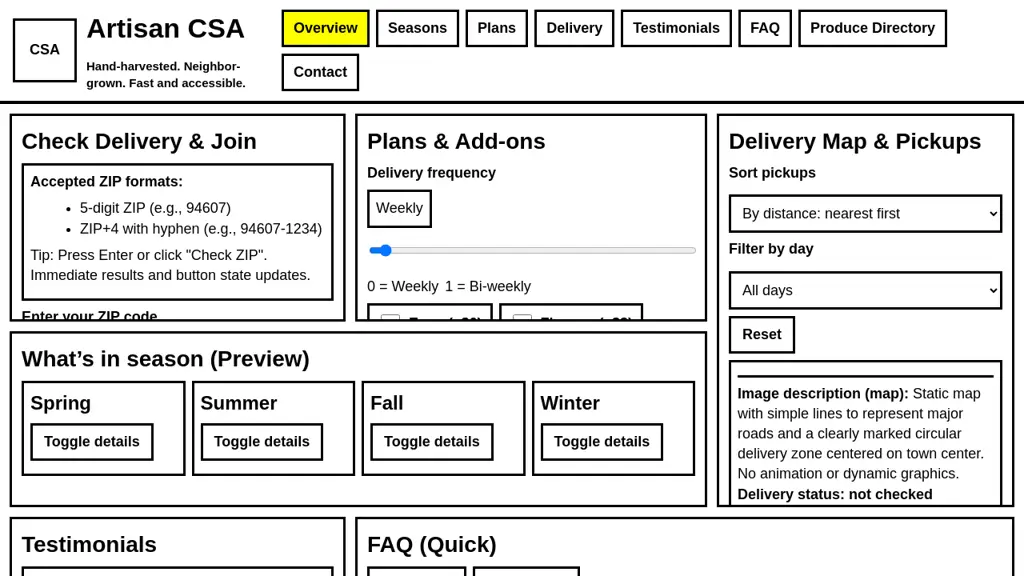 CSA
Artisan CSA
Hand-harvested. Neighbor-
grown. Fast and accessible.
Overview
Seasons
Plans
Delivery
Testimonials
FAQ
Produce Directory
Contact
Check Delivery & Join
Accepted ZIP formats:
5-digit ZIP (e.g., 94607)
ZIP+4 with hyphen (e.g., 94607-1234)
Tip: Press Enter or click "Check ZIP".
Immediate results and button state updates.
Enter your ZIP code
Plans & Add-ons
Delivery frequency
Weekly
0 = Weekly 1 = Bi-weekly
Delivery Map & Pickups
Sort pickups
By distance: nearest first
Filter by day
All days
Reset
Image description (map): Static map
with simple lines to represent major
roads and a clearly marked circular
delivery zone centered on town center.
No animation or dynamic graphics.
Delivery status: not checked
What’s in season (Preview)
Spring
Toggle details
Summer
Toggle details
Fall
Toggle details
Winter
Toggle details
Testimonials
FAQ (Quick)